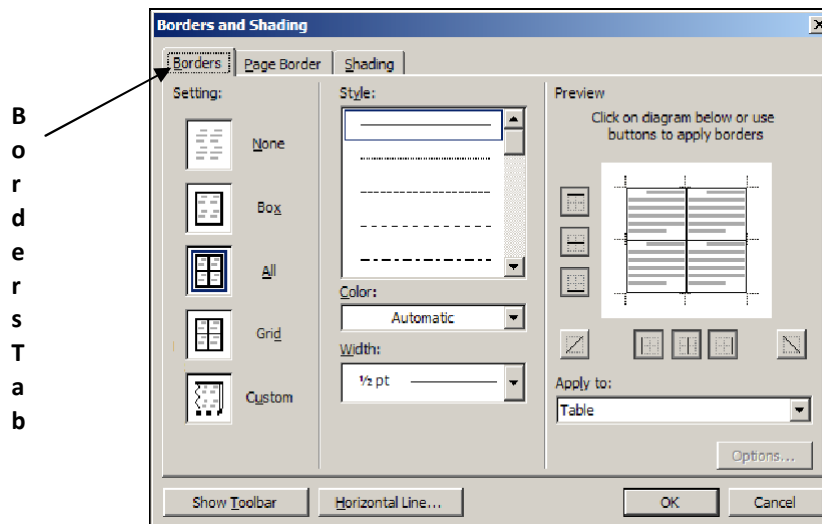 Borders and Shading
Borders
Page Border
Shading
B
o
r
d
e
r
s
T
a
b
Setting:
None
Box
All
Grid
Custom
Style:
Color:
Automatic
Width:
½ pt
Preview
Click on diagram below or use
buttons to apply borders
Apply to:
Table
Options...
Show Toolbar
Horizontal Line...
OK
Cancel